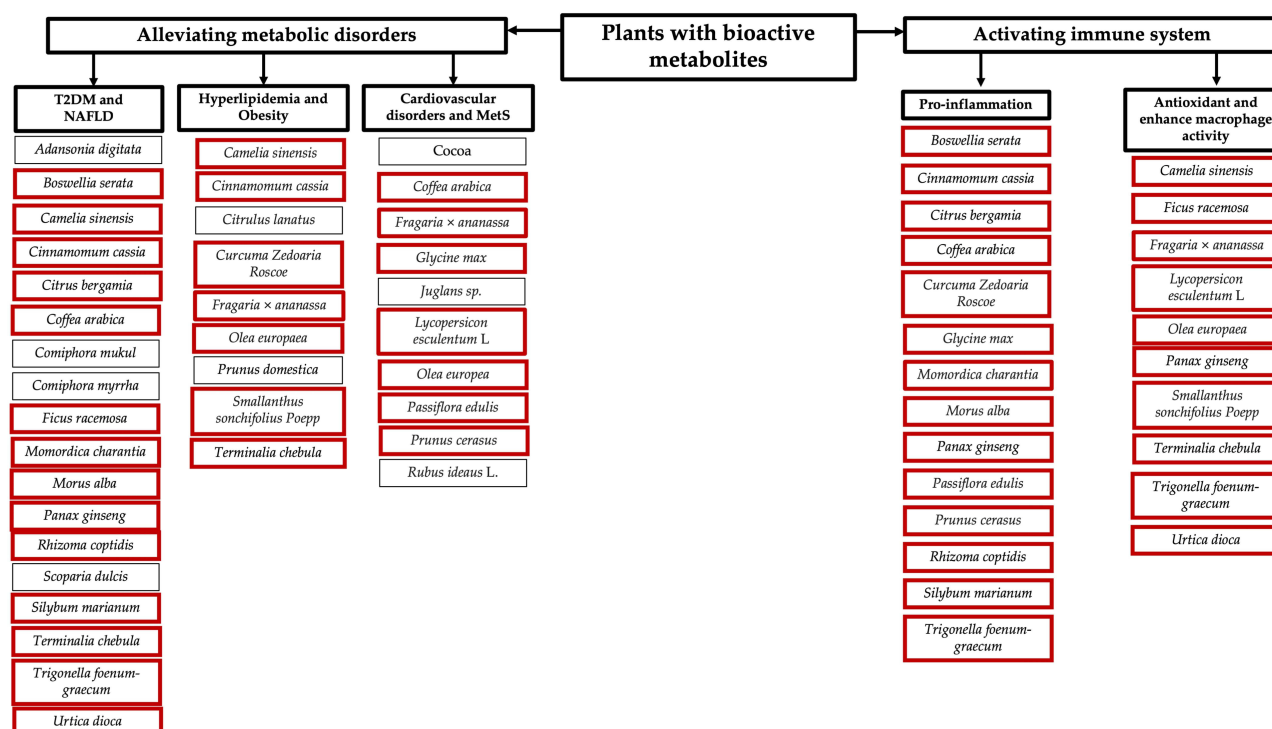 Plants with bioactive
metabolites
Alleviating metabolic disorders
T2DM and
NAFLD
Adansonia digitata
Boswellia serata
Camelia sinensis
Cinnamomum cassia
Citrus bergamia
Coffea arabica
Comiphora mukul
Comiphora myrrha
Ficus racemosa
Momordica charantia
Morus alba
Panax ginseng
Rhizoma coptidis
Scoparia dulcis
Silybum marianum
Terminalia chebula
Trigonella foenum-
graecum
Urtica dioca
Hyperlipidemia and
Obesity
Camelia sinensis
Cinnamomum cassia
Citrulus lanatus
Curcuma Zedoaria
Roscoe
Fragaria × ananassa
Olea europaea
Prunus domestica
Smallanthus
sonchifolius Poepp
Terminalia chebula
Cardiovascular
disorders and MetS
Cocoa
Coffea arabica
Fragaria × ananassa
Glycine max
Juglans sp.
Lycopersicon
esculentum L
Olea europea
Passiflora edulis
Prunus cerasus
Rubus ideaus L.
Activating immune system
Pro-inflammation
Boswellia serata
Cinnamomum cassia
Citrus bergamia
Coffea arabica
Curcuma Zedoaria
Roscoe
Glycine max
Momordica charantia
Morus alba
Panax ginseng
Passiflora edulis
Prunus cerasus
Rhizoma coptidis
Silybum marianum
Trigonella foenum-
graecum
Antioxidant and
enhance macrophage
activity
Camelia sinensis
Ficus racemosa
Fragaria × ananassa
Lycopersicon
esculentum L
Olea europaea
Panax ginseng
Smallanthus
sonchifolius Poepp
Terminalia chebula
Trigonella foenum-
graecum
Urtica dioca